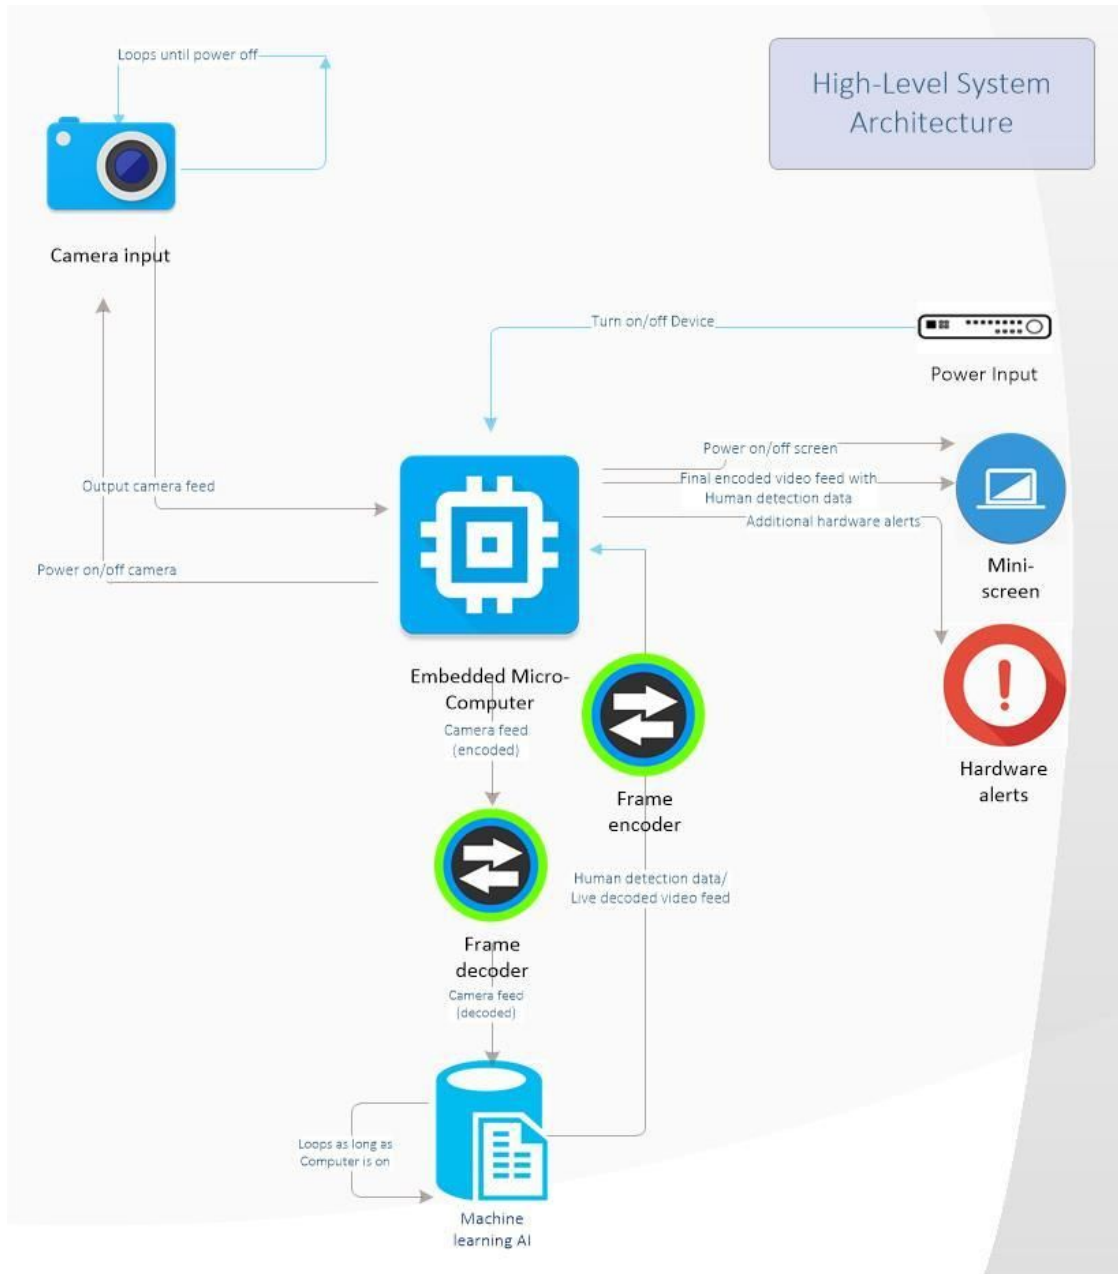 Loops until power off
High-Level System
Architecture
Camera input
Turn on/off Device
Power Input
Power on/off screen
Final encoded video feed with
Human detection data
Additional hardware alerts
Output camera feed
Power on/off camera
Mini-
screen
Embedded Micro-
Computer
Camera feed
(encoded)
Hardware
alerts
Frame
encoder
Human detection data/
Live decoded video feed
Frame
decoder
Camera feed
(decoded)
Loops as long as
Computer is on
Machine
learning AI